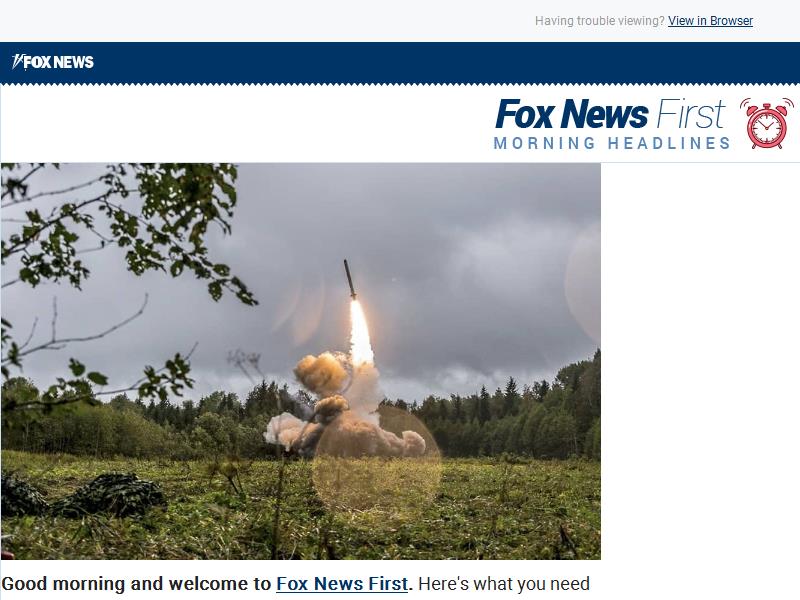 Having trouble viewing? View in Browser
FOX NEWS
Fox News First
MORNING HEADLINES
Good morning and welcome to Fox News First. Here's what you need